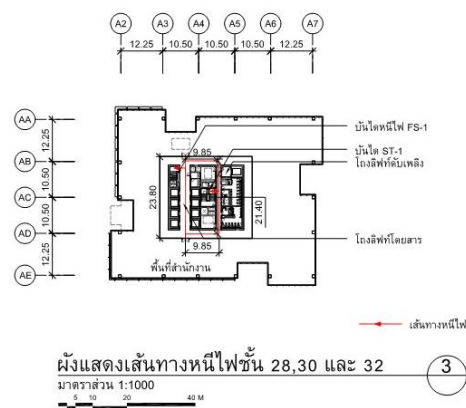 A2 A3 A4 A5 A6 A7
12.25 10.50 10.50 10.50 12.25
AA
12.25
AB
10.50
AC
10.50
AD
12.25
AE
9.85
23.80
21.40
9.85
บันไดหนีไฟ FS-1
บันได ST-1
โถงลิฟท์ดับเพลิง
โถงลิฟท์โดยสาร
พื้นที่สำนักงาน
เส้นทางหนีไฟ
ผังแสดงเส้นทางหนีไฟชั้น 28,30 และ 32
3
มาตราส่วน 1:1000
5 10 20 40 M